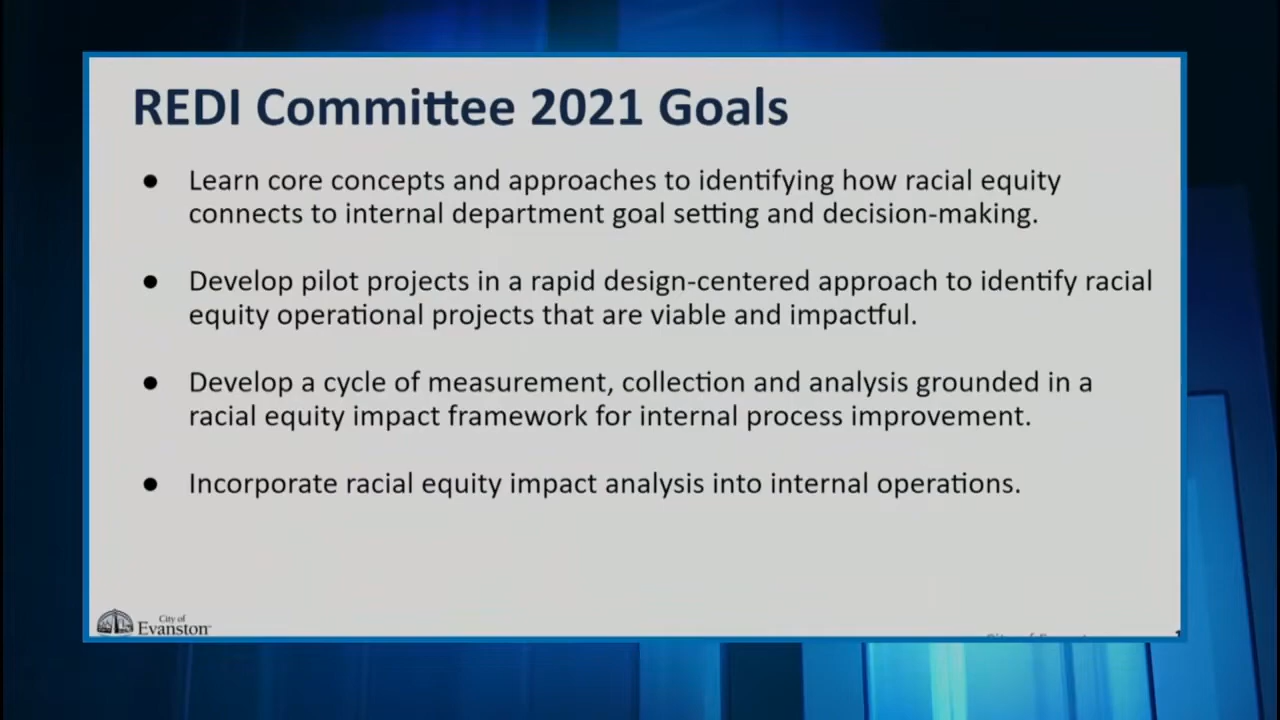 REDI Committee 2021 Goals
● Learn core concepts and approaches to identifying how racial equity
connects to internal department goal setting and decision-making.
● Develop pilot projects in a rapid design-centered approach to identify racial
equity operational projects that are viable and impactful.
● Develop a cycle of measurement, collection and analysis grounded in a
racial equity impact framework for internal process improvement.
● Incorporate racial equity impact analysis into internal operations.
City of
Evanston